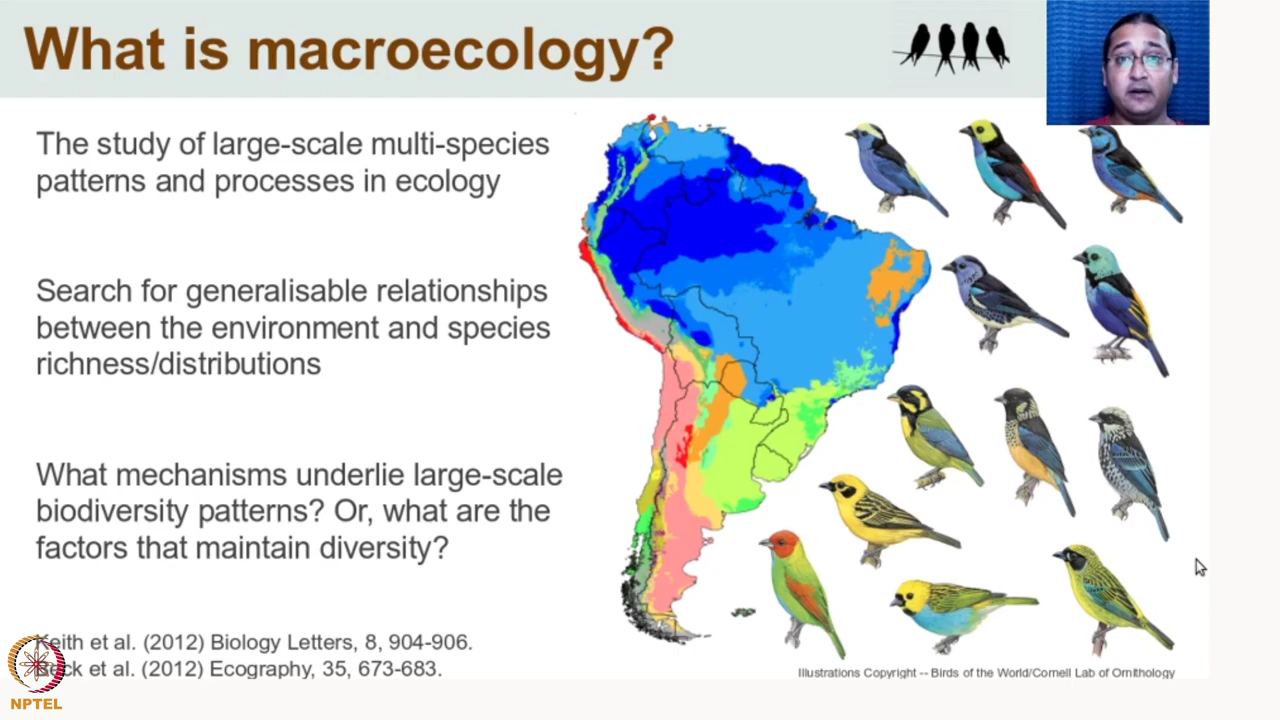 What is macroecology?
The study of large-scale multi-species
patterns and processes in ecology
Search for generalisable relationships
between the environment and species
richness/distributions
What mechanisms underlie large-scale
biodiversity patterns? Or, what are the
factors that maintain diversity?
Keith et al. (2012) Biology Letters, 8, 904-906.
Beck et al. (2012) Ecography, 35, 673-683.
Illustrations Copyright -- Birds of the World/Cornell Lab of Ornithology
NPTEL